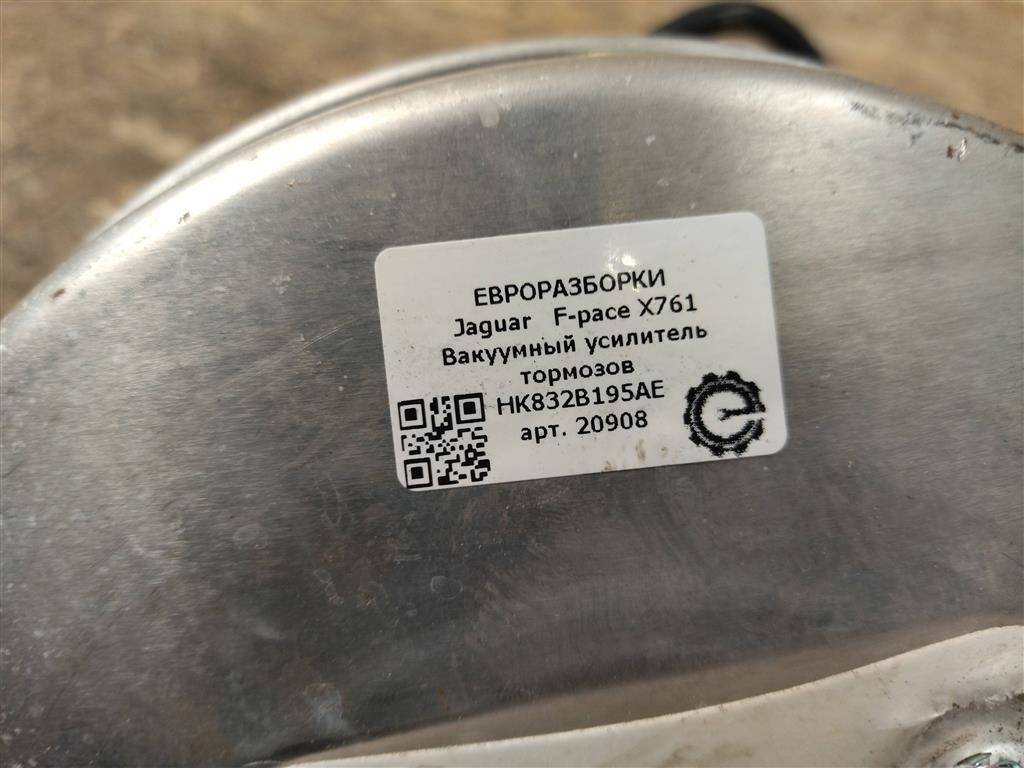 ЕВРОРАЗБОРКИ
Jaguar F-pace X761
Вакуумный усилитель
тормозов
HK832B195AE
арт. 20908